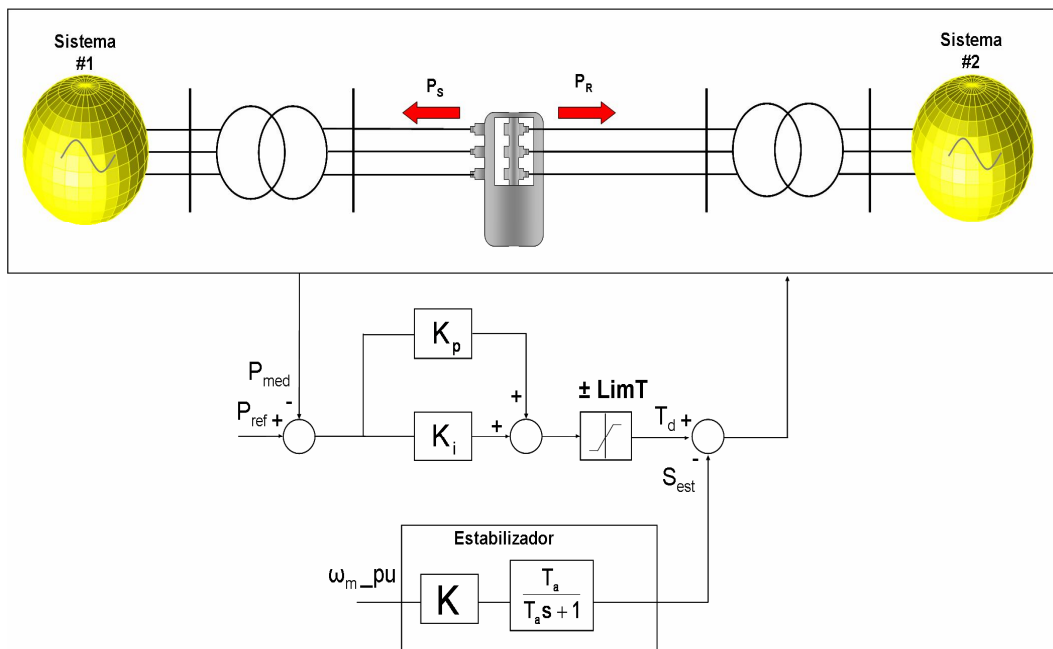 Sistema
#1
Sistema
#2
P_S
P_R
K_p
P_med
-
P_ref
+
K_i
+
+
± LimT
T_d
+
-
S_est
Estabilizador
ω_m_pu
K
T_a
T_a s + 1